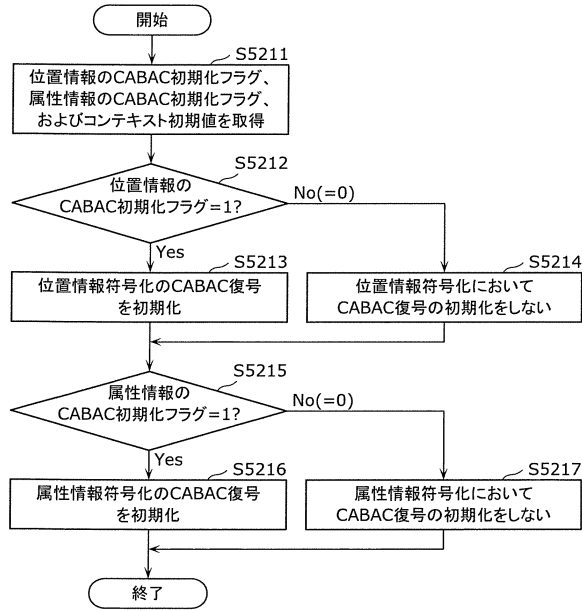 開始
S5211
位置情報のCABAC初期化フラグ、
属性情報のCABAC初期化フラグ、
およびコンテキスト初期値を取得
S5212
位置情報の
CABAC初期化フラグ=1?
No(=0)
Yes
S5213
位置情報符号化のCABAC復号
を初期化
S5214
位置情報符号化において
CABAC復号の初期化をしない
S5215
属性情報の
CABAC初期化フラグ=1?
No(=0)
Yes
S5216
属性情報符号化のCABAC復号
を初期化
S5217
属性情報符号化において
CABAC復号の初期化をしない
終了